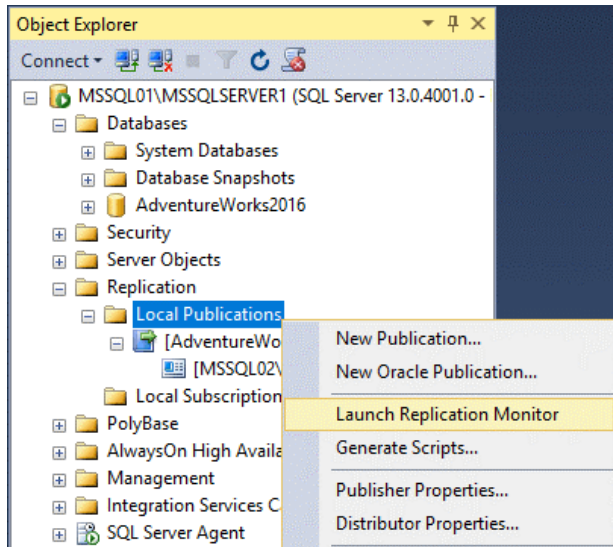 Object Explorer
Connect
MSSQL01\MSSQLSERVER1 (SQL Server 13.0.4001.0 -
Databases
System Databases
Database Snapshots
AdventureWorks2016
Security
Server Objects
Replication
Local Publications
[AdventureWo
[MSSQL02\
Local Subscription
PolyBase
AlwaysOn High Availa
Management
Integration Services C
SQL Server Agent
New Publication...
New Oracle Publication...
Launch Replication Monitor
Generate Scripts...
Publisher Properties...
Distributor Properties...